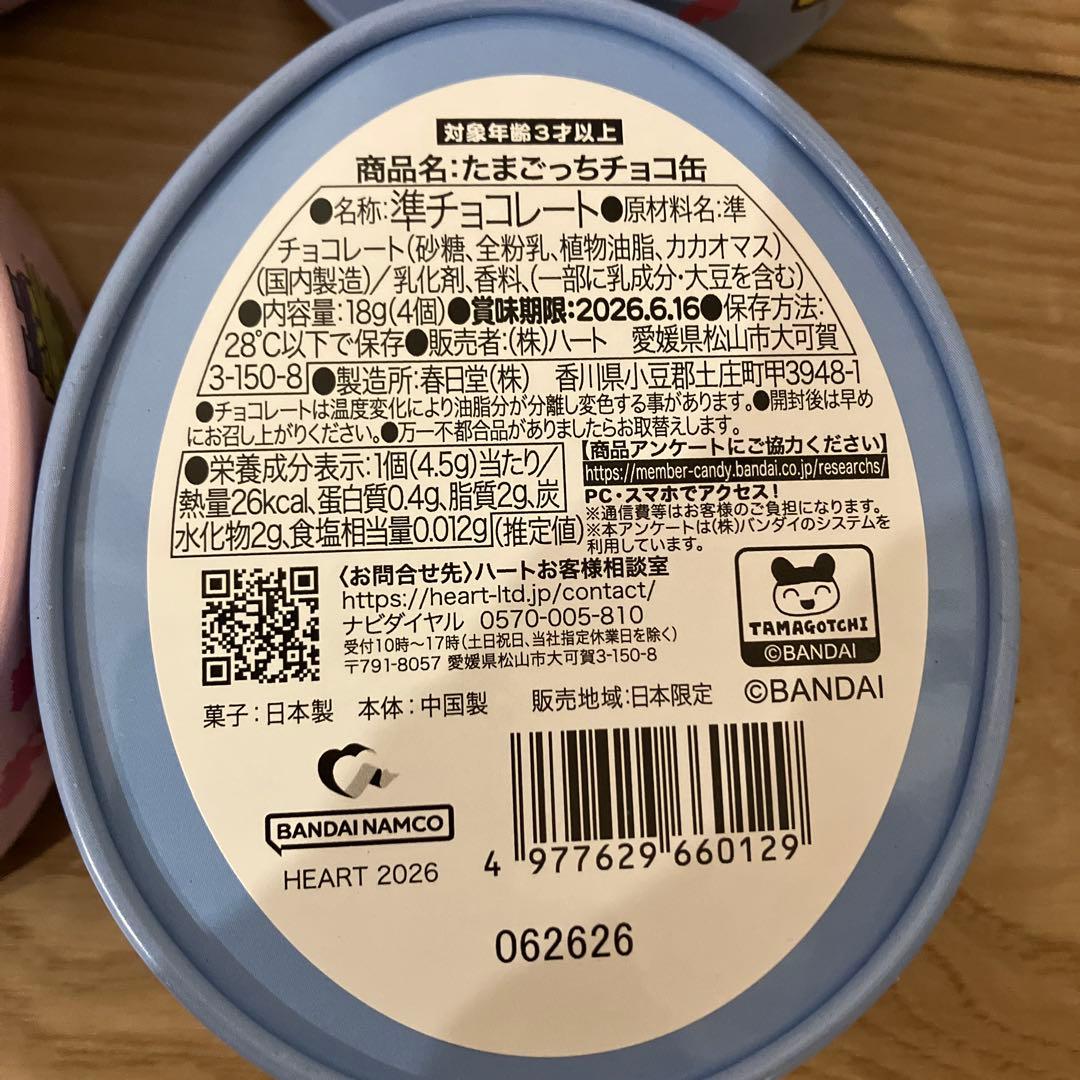 対象年齢3才以上
商品名:たまごっちチョコ缶
●名称:準チョコレート●原材料名:準
チョコレート(砂糖、全粉乳、植物油脂、カカオマス)
(国内製造)/乳化剤、香料、(一部に乳成分・大豆を含む)
●内容量:18g(4個)●賞味期限:2026.6.16●保存方法:
28℃以下で保存●販売者:(株)ハート 愛媛県松山市大可賀
3-150-8 ●製造所:春日堂(株) 香川県小豆郡土庄町甲3948-1
●チョコレートは温度変化により油脂分が分離し変色する事があります。●開封後は早め
にお召し上がりください。●万一不都合品がありましたらお取替えします。
●栄養成分表示:1個(4.5g)当たり/
熱量26kcal、蛋白質0.4g、脂質2g、炭
水化物2g、食塩相当量0.012g (推定値)
【商品アンケートにご協力ください】
https://member-candy.bandai.co.jp/researchs/
PC・スマホでアクセス!
※通信費等はお客様のご負担になります。
※本アンケートは(株)バンダイのシステムを
利用しています。
〈お問合せ先〉ハートお客様相談室
https://heart-ltd.jp/contact/
ナビダイヤル 0570-005-810
受付10時~17時(土日祝日、当社指定休業日を除く)
〒791-8057 愛媛県松山市大可賀3-150-8
TAMAGOTCHI
©BANDAI
©BANDAI
菓子:日本製 本体:中国製 販売地域:日本限定
BANDAI NAMCO
HEART 2026
4 977629 660129
062626